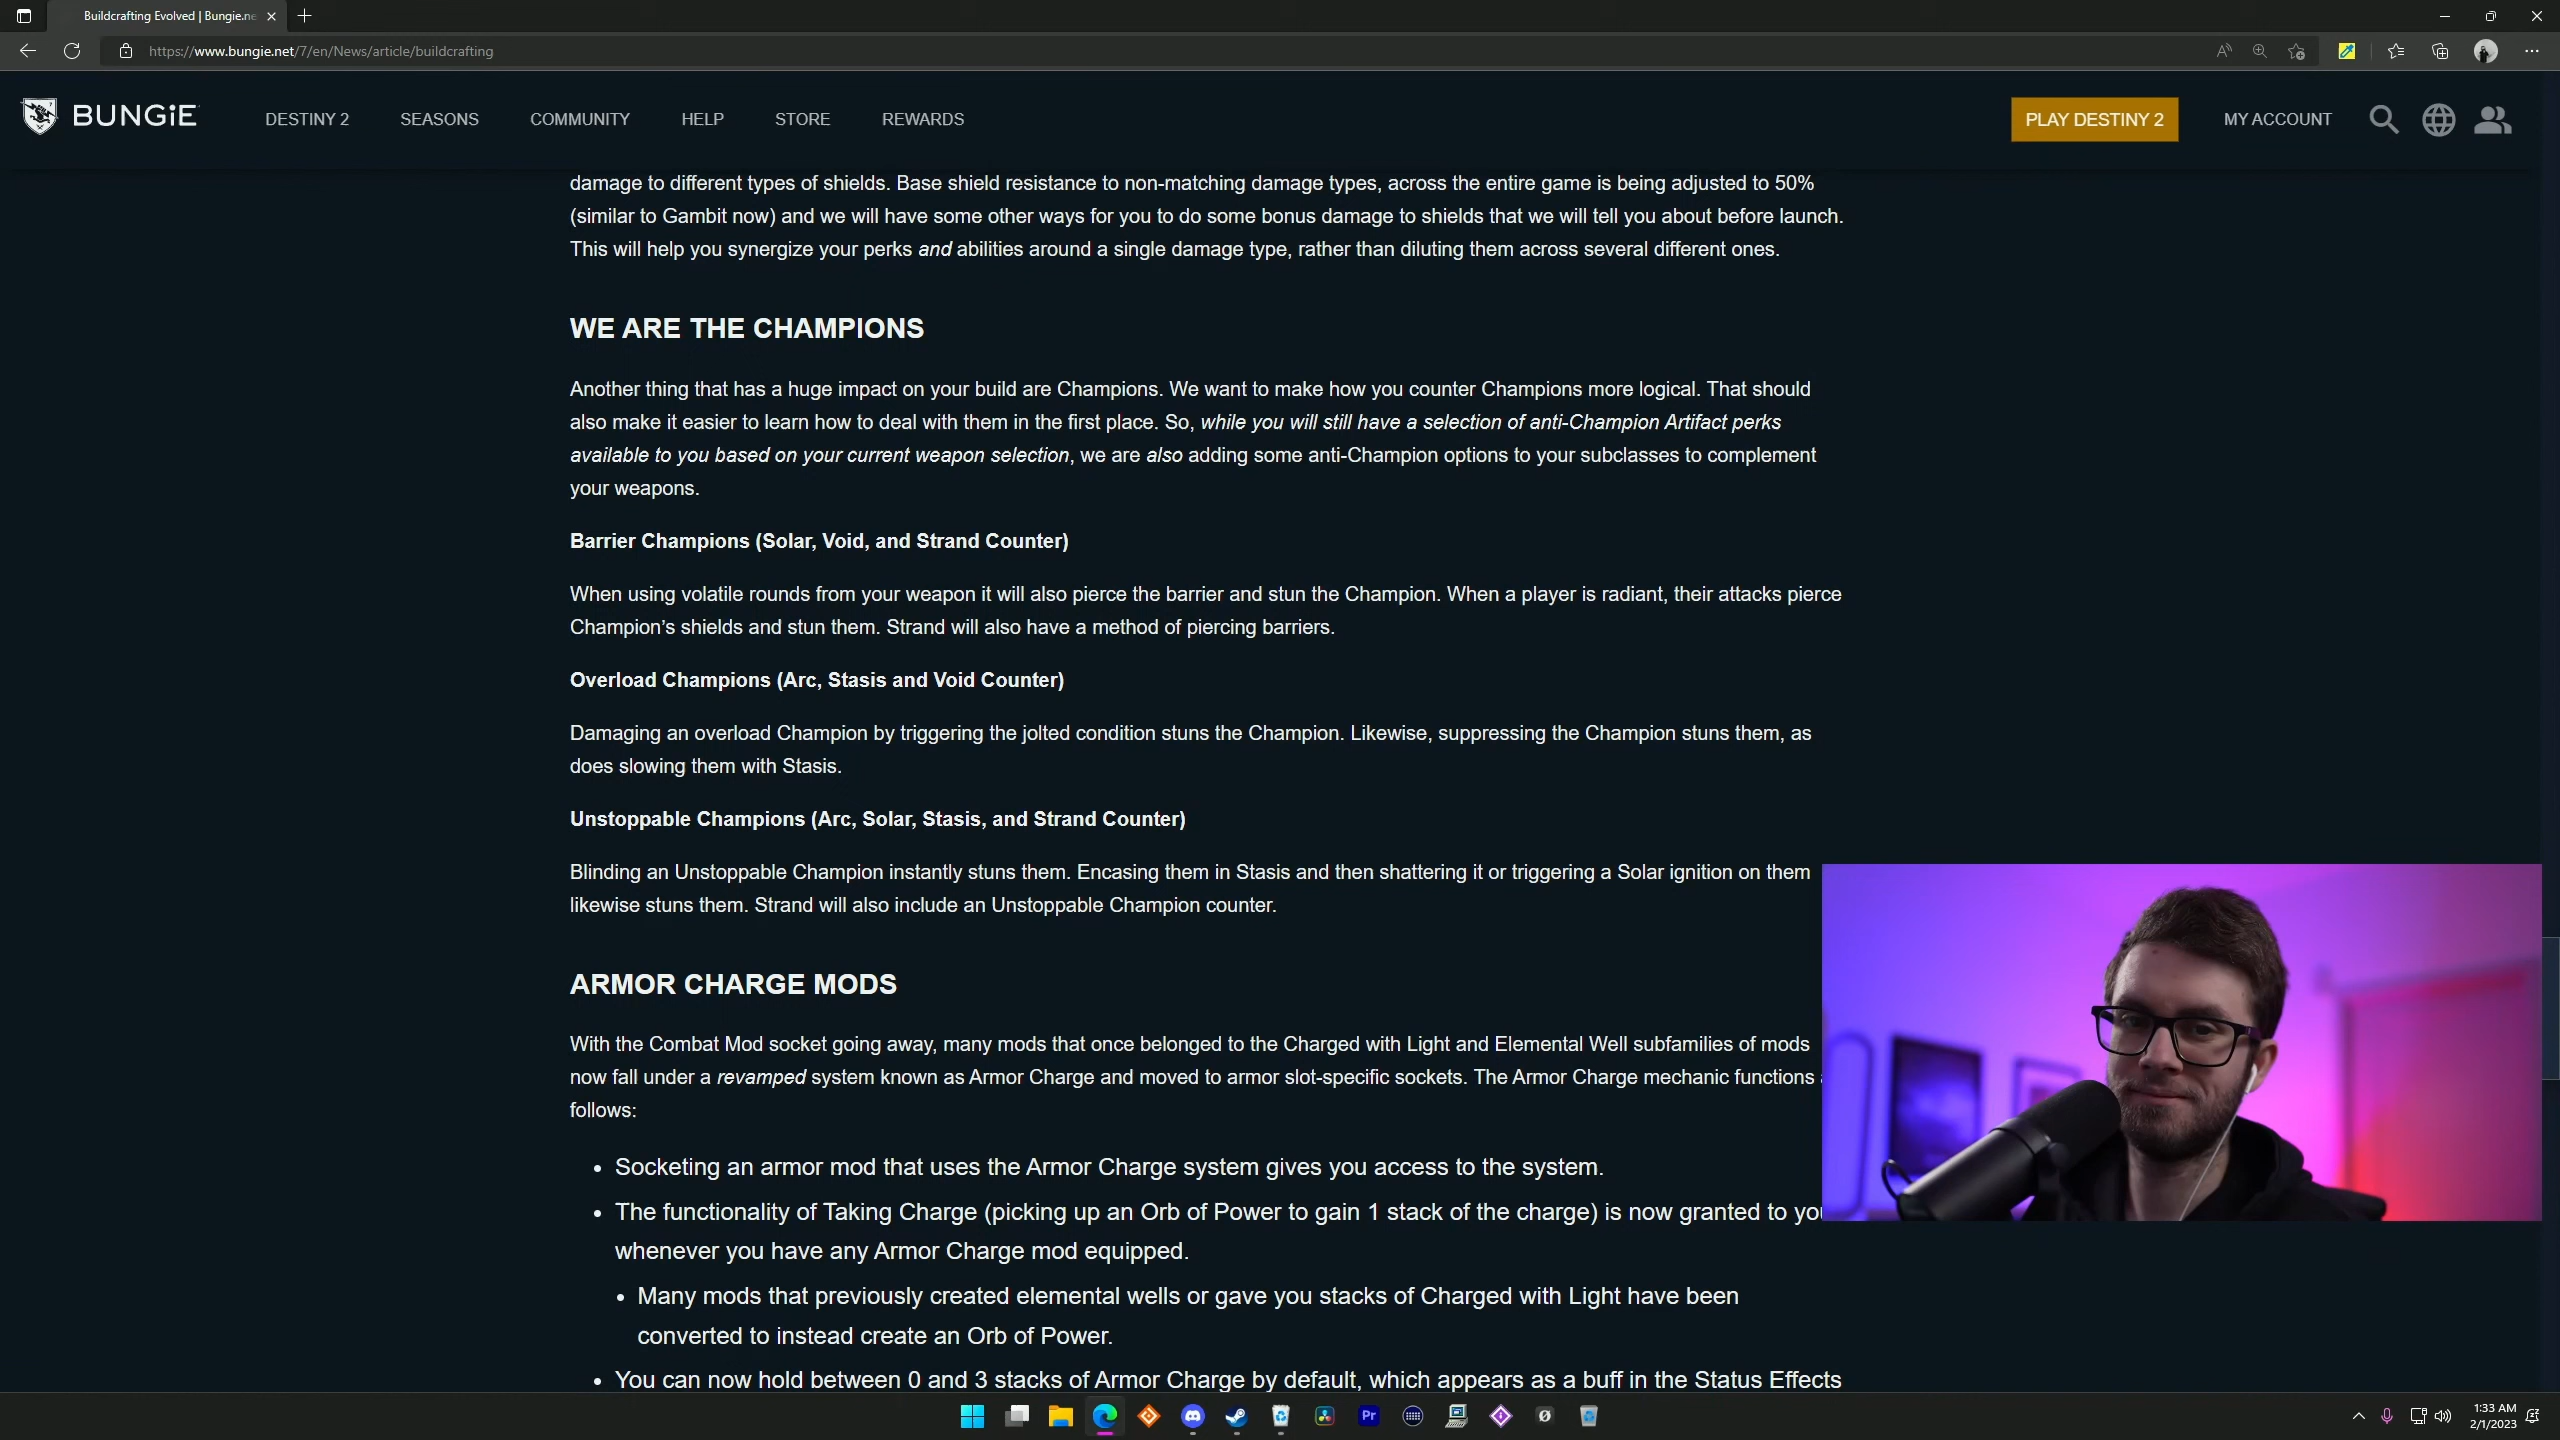 Buildcrafting Evolved | Bungie.ne
https://www.bungie.net/7/en/News/article/buildcrafting
BUNGiE
DESTINY 2
SEASONS
COMMUNITY
HELP
STORE
REWARDS
PLAY DESTINY 2
MY ACCOUNT
damage to different types of shields. Base shield resistance to non-matching damage types, across the entire game is being adjusted to 50%
(similar to Gambit now) and we will have some other ways for you to do some bonus damage to shields that we will tell you about before launch.
This will help you synergize your perks and abilities around a single damage type, rather than diluting them across several different ones.
WE ARE THE CHAMPIONS
Another thing that has a huge impact on your build are Champions. We want to make how you counter Champions more logical. That should
also make it easier to learn how to deal with them in the first place. So, while you will still have a selection of anti-Champion Artifact perks
available to you based on your current weapon selection, we are also adding some anti-Champion options to your subclasses to complement
your weapons.
Barrier Champions (Solar, Void, and Strand Counter)
When using volatile rounds from your weapon it will also pierce the barrier and stun the Champion. When a player is radiant, their attacks pierce
Champion's shields and stun them. Strand will also have a method of piercing barriers.
Overload Champions (Arc, Stasis and Void Counter)
Damaging an overload Champion by triggering the jolted condition stuns the Champion. Likewise, suppressing the Champion stuns them, as
does slowing them with Stasis.
Unstoppable Champions (Arc, Solar, Stasis, and Strand Counter)
Blinding an Unstoppable Champion instantly stuns them. Encasing them in Stasis and then shattering it or triggering a Solar ignition on them
likewise stuns them. Strand will also include an Unstoppable Champion counter.
ARMOR CHARGE MODS
With the Combat Mod socket going away, many mods that once belonged to the Charged with Light and Elemental Well subfamilies of mods
now fall under a revamped system known as Armor Charge and moved to armor slot-specific sockets. The Armor Charge mechanic functions
follows:
• Socketing an armor mod that uses the Armor Charge system gives you access to the system.
• The functionality of Taking Charge (picking up an Orb of Power to gain 1 stack of the charge) is now granted to you
whenever you have any Armor Charge mod equipped.
• Many mods that previously created elemental wells or gave you stacks of Charged with Light have been
converted to instead create an Orb of Power.
• You can now hold between 0 and 3 stacks of Armor Charge by default, which appears as a buff in the Status Effects
Pr
1:33 AM
2/1/2023